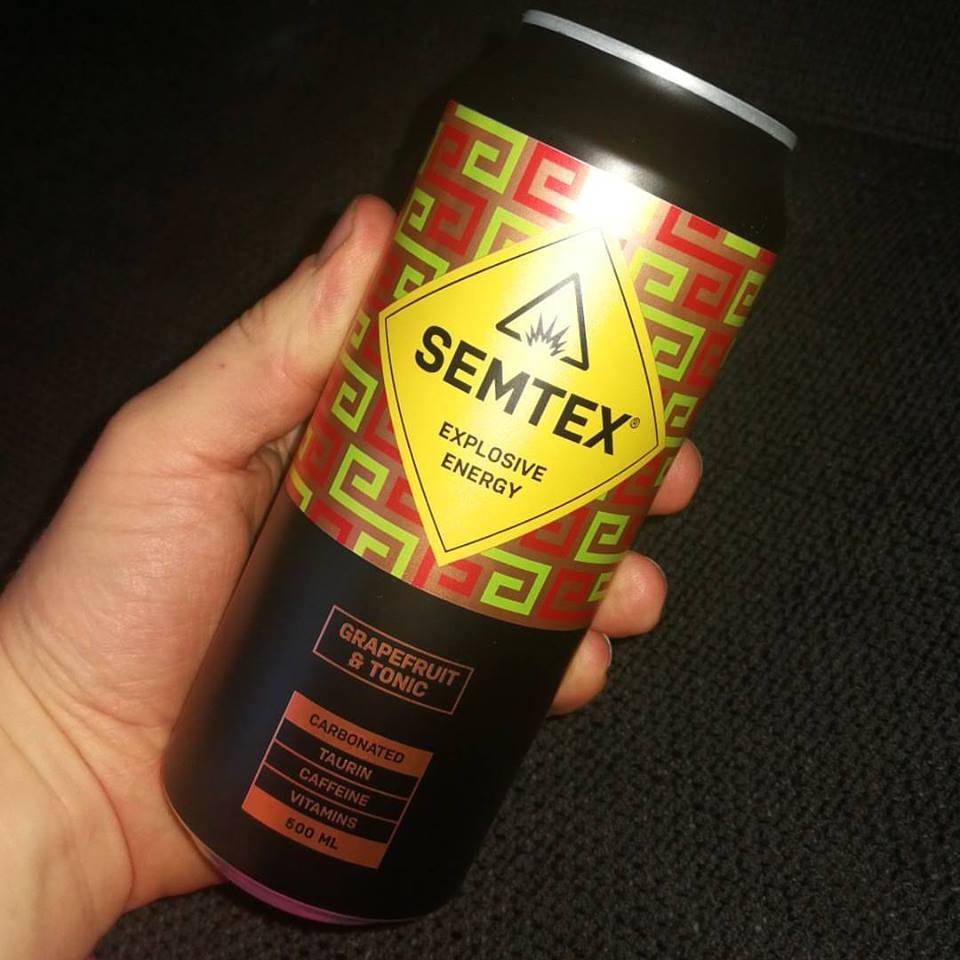 SEMTEX®
EXPLOSIVE
ENERGY
GRAPEFRUIT
& TONIC
CARBONATED
TAURIN
CAFFEINE
VITAMINS
500 ML